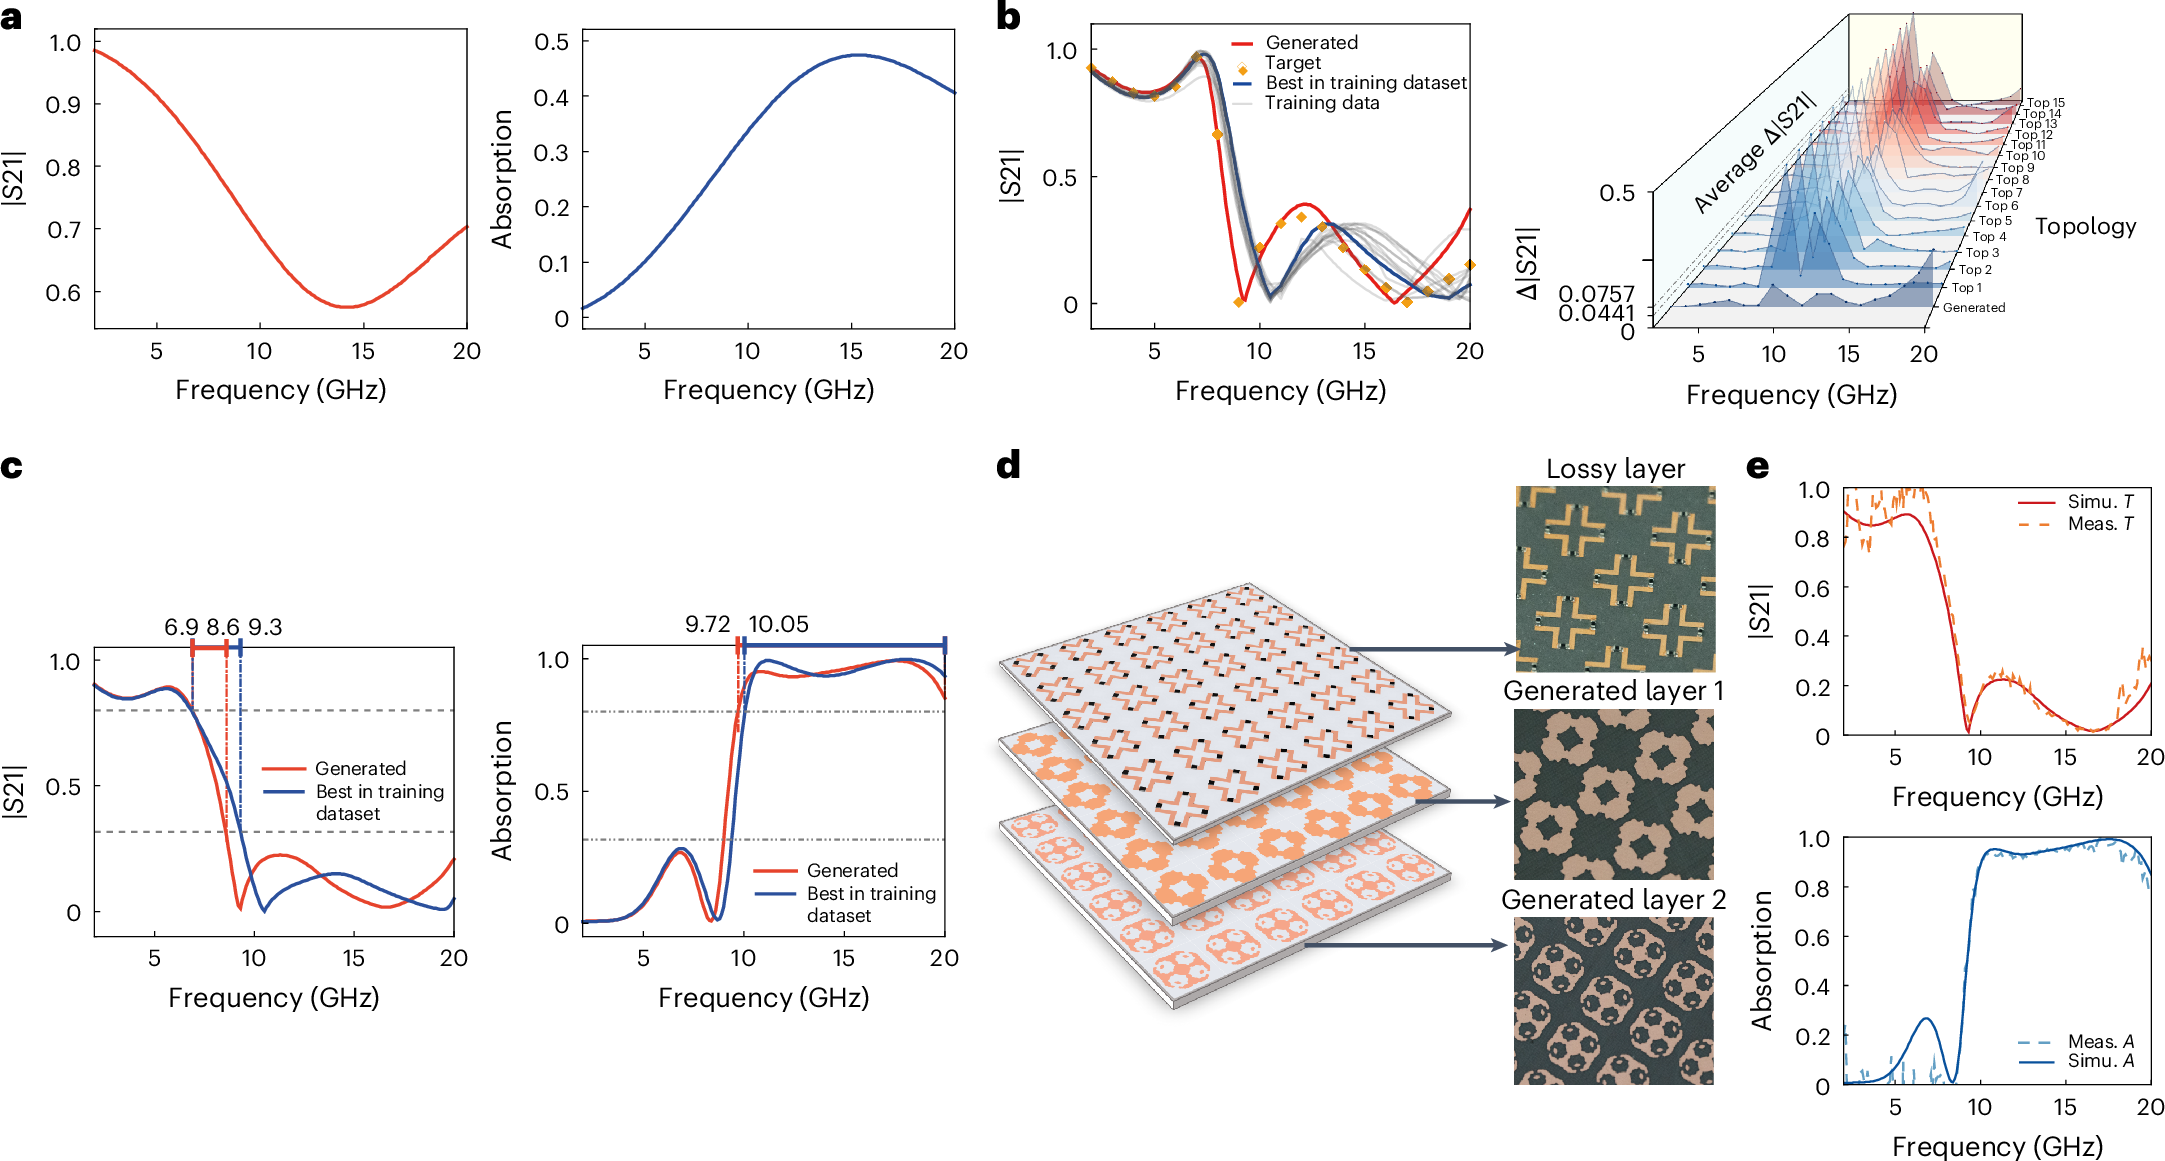 a
1.0
0.9
0.8
0.7
0.6
|S21|
5 10 15 20
Frequency (GHz)
0.5
0.4
0.3
0.2
0.1
0
Absorption
5 10 15 20
Frequency (GHz)
b
1.0
0.5
0
|S21|
Generated
Target
Best in training dataset
Training data
5 10 15 20
Frequency (GHz)
Average Δ|S21|
0.5
0.0757
0.0441
0
Δ|S21|
5 10 15 20
Frequency (GHz)
Top 15
Top 14
Top 13
Top 12
Top 11
Top 10
Top 9
Top 8
Top 7
Top 6
Top 5
Top 4
Top 3
Top 2
Top 1
Generated
Topology
c
6.9 8.6 9.3
1.0
0.5
0
|S21|
Generated
Best in training
dataset
5 10 15 20
Frequency (GHz)
9.72 10.05
1.0
0.5
0
Absorption
Generated
Best in training
dataset
5 10 15 20
Frequency (GHz)
d
Lossy layer
Generated layer 1
Generated layer 2
e
1.0
0.8
0.6
0.4
0.2
0
|S21|
Simu. T
Meas. T
5 10 15 20
Frequency (GHz)
1.0
0.8
0.6
0.4
0.2
0
Absorption
Meas. A
Simu. A
5 10 15 20
Frequency (GHz)